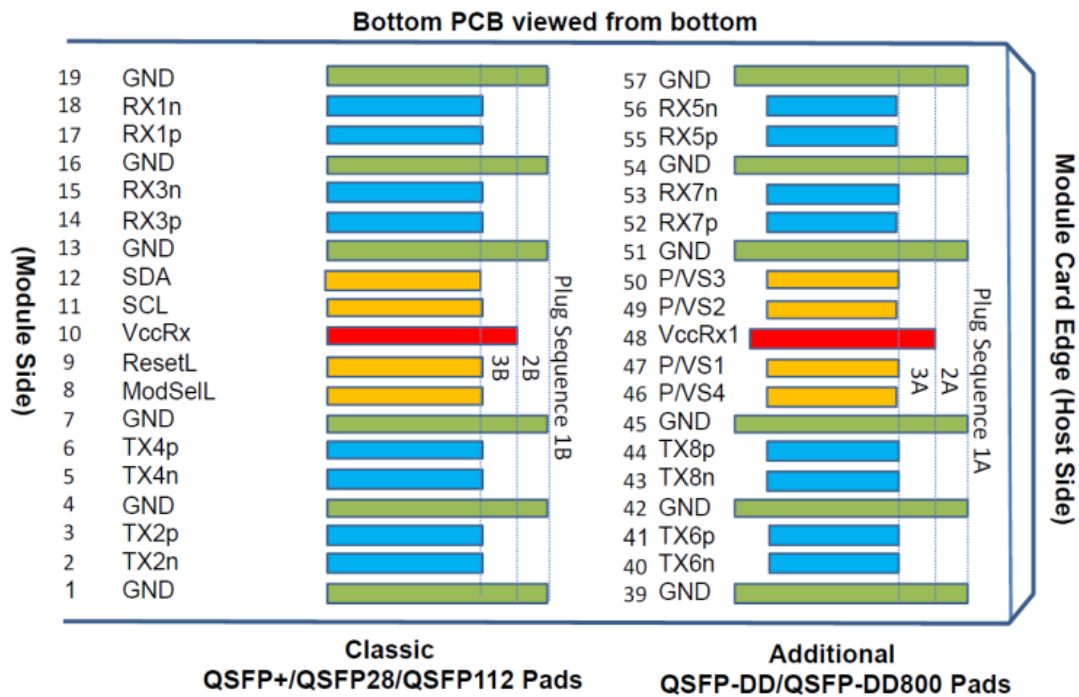 Bottom PCB viewed from bottom
19 GND 57 GND
18 RX1n 56 RX5n
17 RX1p 55 RX5p
16 GND 54 GND
15 RX3n 53 RX7n
14 RX3p 52 RX7p
13 GND 51 GND
12 SDA 50 P/VS3
11 SCL 49 P/VS2
10 VccRx 48 VccRx1
9 ResetL 47 P/VS1
8 ModSelL 46 P/VS4
7 GND 45 GND
6 TX4p 44 TX8p
5 TX4n 43 TX8n
4 GND 42 GND
3 TX2p 41 TX6p
2 TX2n 40 TX6n
1 GND 39 GND
(Module Side)
3B
2B
Plug Sequence 1B
3A
2A
Plug Sequence 1A
Module Card Edge (Host Side)
Classic
QSFP+/QSFP28/QSFP112 Pads
Additional
QSFP-DD/QSFP-DD800 Pads